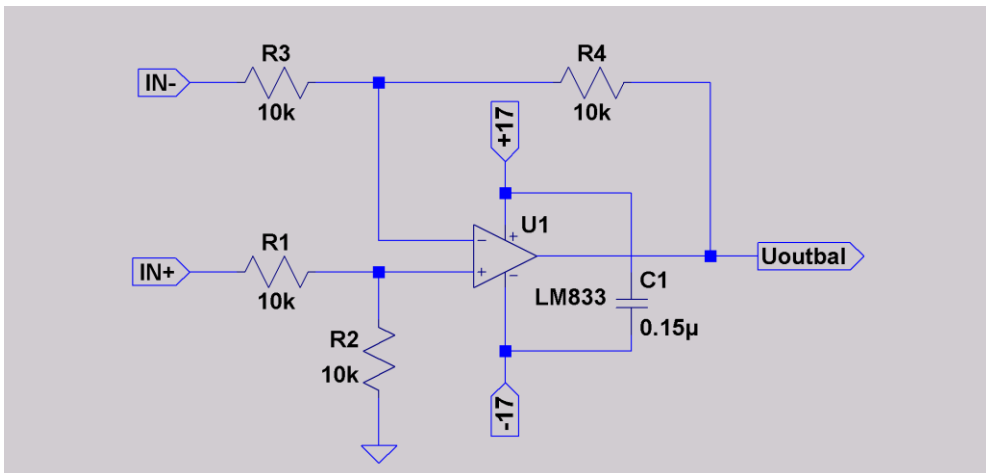 R3
R4
IN-
10k
10k
+17
U1
R1
IN+
Uoutbal
10k
C1
LM833
0.15µ
R2
10k
-17